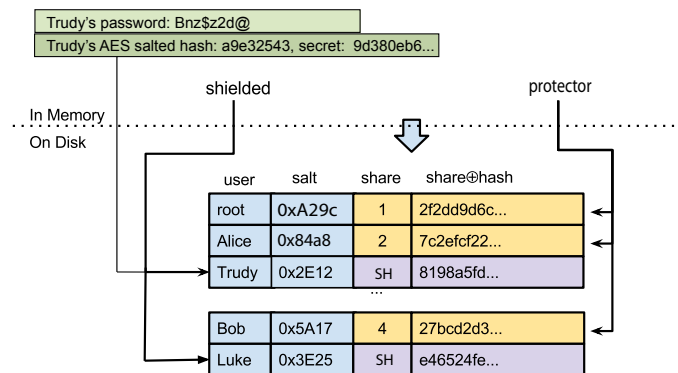 Trudy's password: Bnz$z2d@
Trudy's AES salted hash: a9e32543, secret: 9d380eb6...
shielded
protector
In Memory
On Disk
user salt share share⊕hash
root 0xA29c 1 2f2dd9d6c...
Alice 0x84a8 2 7c2efcf22...
Trudy 0x2E12 SH 8198a5fd...
...
Bob 0x5A17 4 27bcd2d3...
Luke 0x3E25 SH e46524fe...